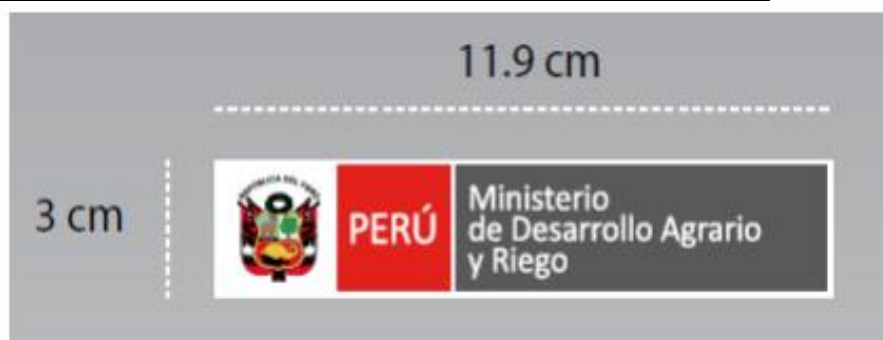 11.9 cm
3 cm
PERÚ
Ministerio
de Desarrollo Agrario
y Riego